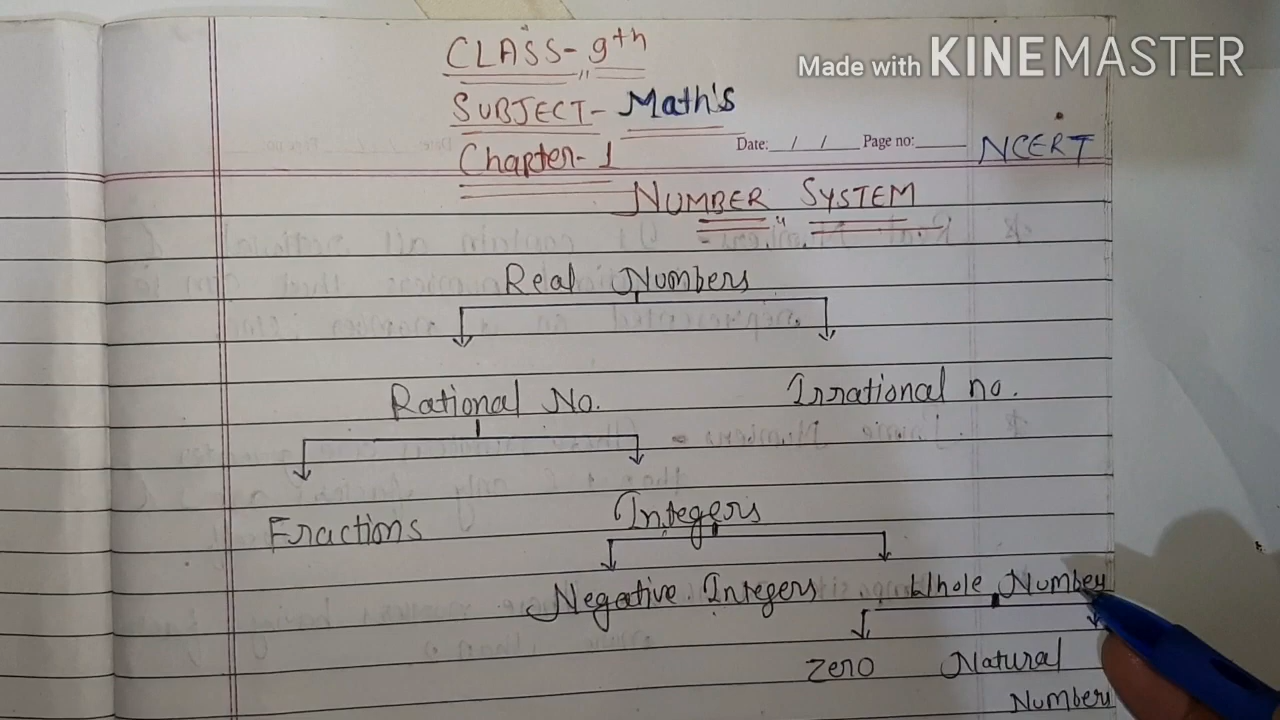 CLASS- 9th
Made with KINEMASTER
SUBJECT- Math's
Date: / / Page no:
NCERT
Chapter- 1
NUMBER SYSTEM
Real Numbers
Rational No. Irrational no.
Fractions Integers
Negative Integers Whole Number
Zero Natural
Numbers